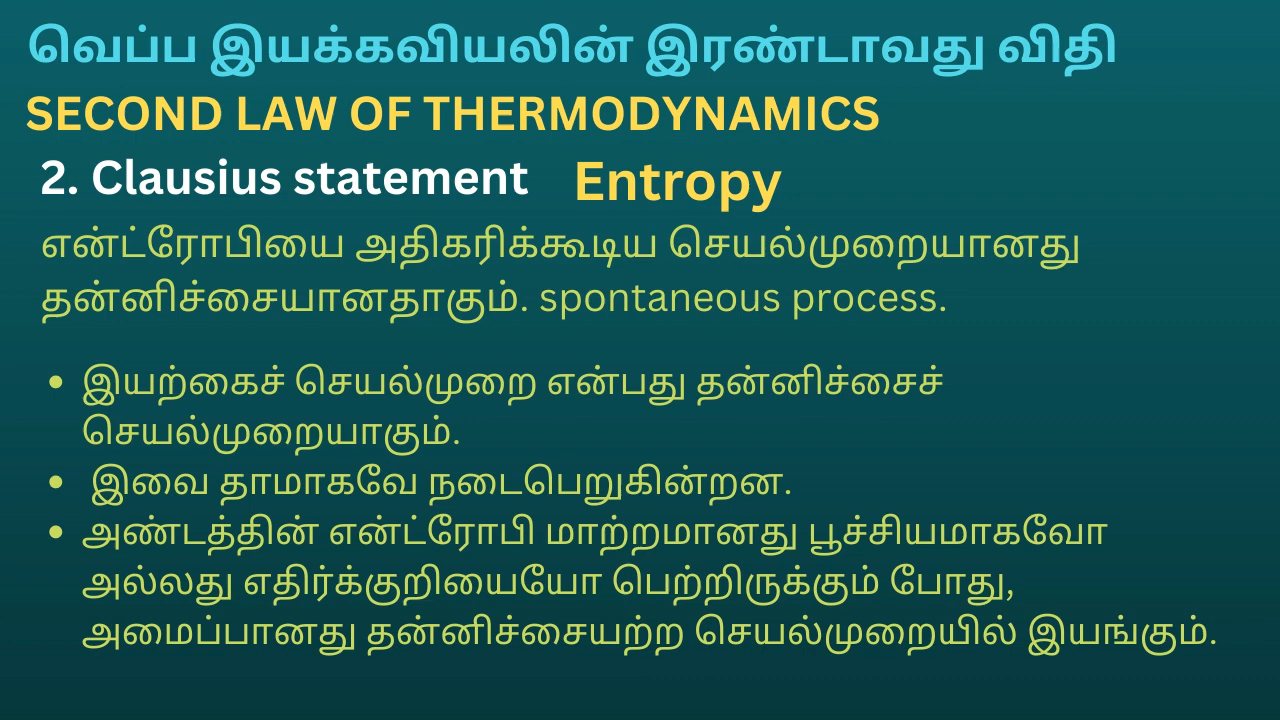 வெப்ப இயக்கவியலின் இரண்டாவது விதி
SECOND LAW OF THERMODYNAMICS
2. Clausius statement Entropy
என்ட்ரோபியை அதிகரிக்கூடிய செயல்முறையானது
தன்னிச்சையானதாகும். spontaneous process.
• இயற்கைச் செயல்முறை என்பது தன்னிச்சைச்
செயல்முறையாகும்.
• இவை தாமாகவே நடைபெறுகின்றன.
• அண்டத்தின் என்ட்ரோபி மாற்றமானது பூச்சியமாகவோ
அல்லது எதிர்க்குறியையோ பெற்றிருக்கும் போது,
அமைப்பானது தன்னிச்சையற்ற செயல்முறையில் இயங்கும்.